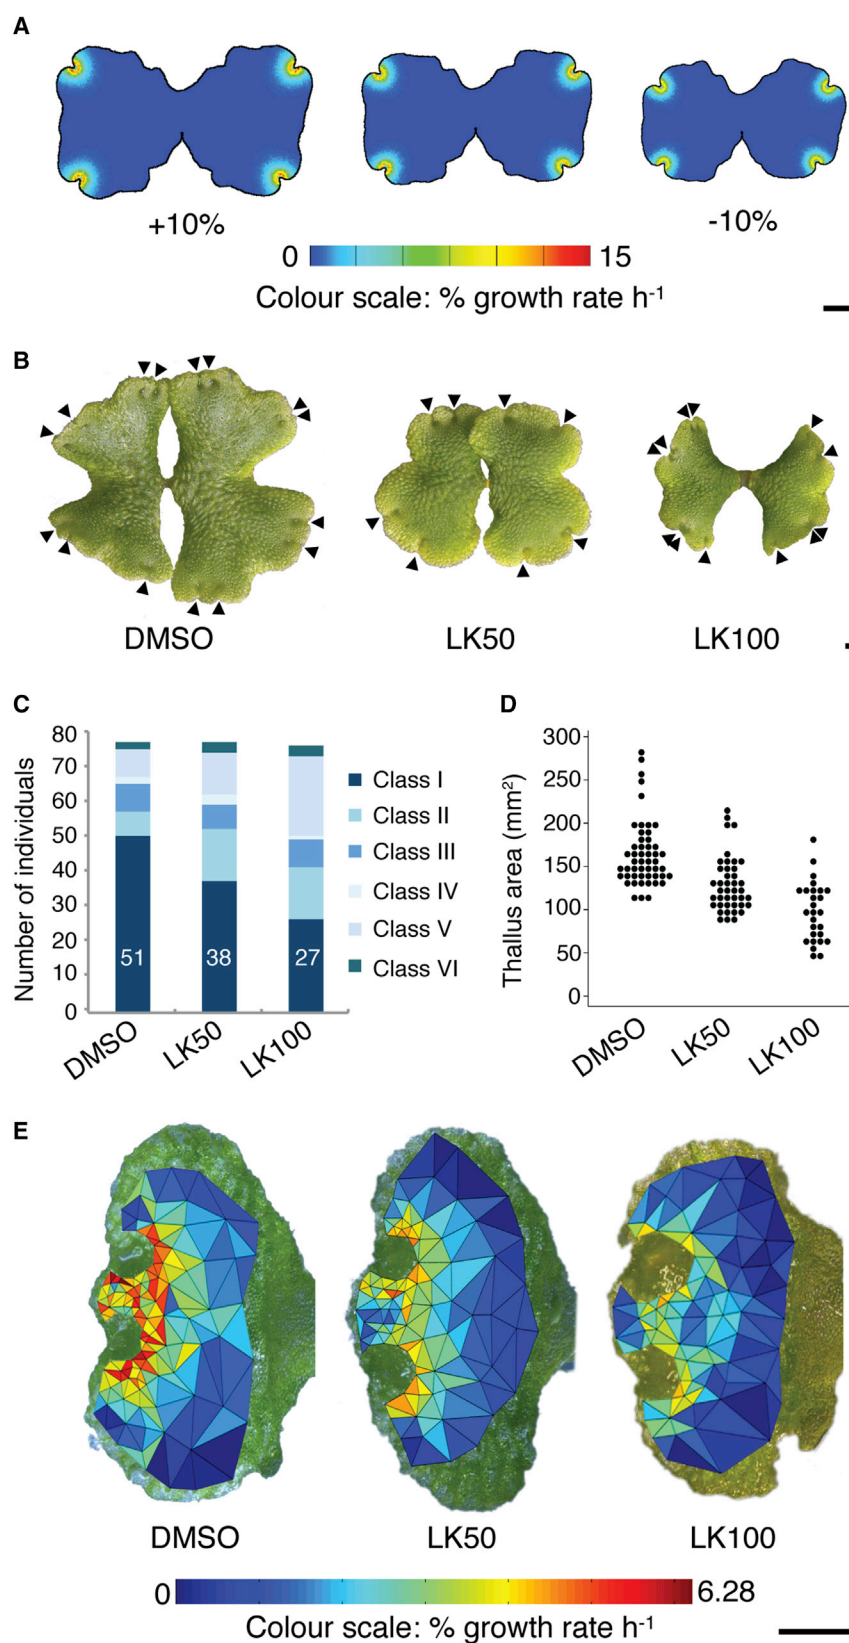 A
+10%
-10%
0 15
Colour scale: % growth rate h-1
B
DMSO LK50 LK100
C
Number of individuals
80
70
60
50
40
30
20
10
0
51 38 27
DMSO LK50 LK100
Class I
Class II
Class III
Class IV
Class V
Class VI
D
Thallus area (mm2)
300
250
200
150
100
50
0
DMSO LK50 LK100
E
DMSO LK50 LK100
0 6.28
Colour scale: % growth rate h-1